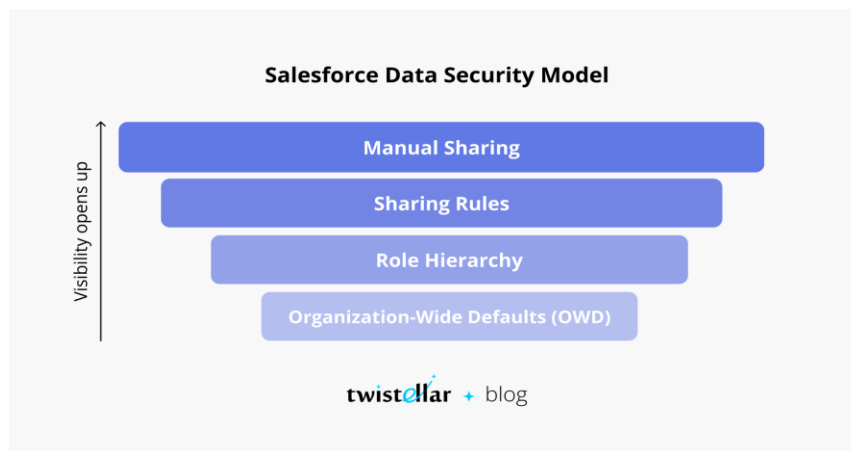 Salesforce Data Security Model
Visibility opens up
Manual Sharing
Sharing Rules
Role Hierarchy
Organization-Wide Defaults (OWD)
twistellar + blog